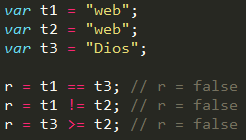 var t1 = "web";
var t2 = "web";
var t3 = "Dios";
r = t1 == t3; // r = false
r = t1 != t2; // r = false
r = t3 >= t2; // r = false